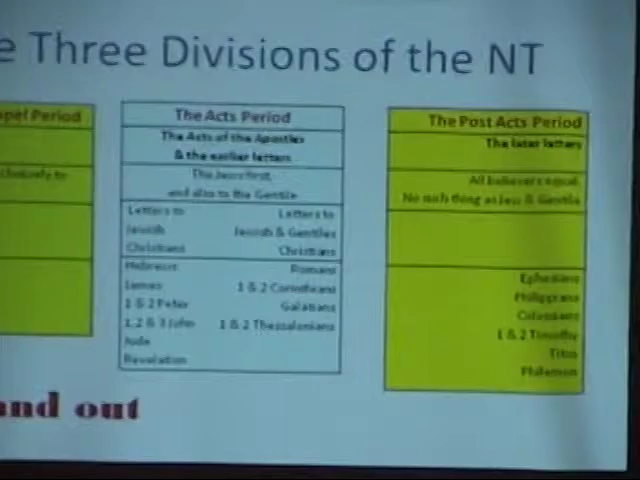 e Three Divisions of the NT
spel Period
clusively to
The Acts Period
The Acts of the Apostles
& the earlier letters
The Jews first,
and also to the Gentile
Letters to
Jewish
Christians
Letters to
Jewish & Gentiles
Christians
Hebrews
James
1 & 2 Peter
1, 2 & 3 John
Jude
Revelation
Romans
1 & 2 Corinthians
Galatians
1 & 2 Thessalonians
The Post Acts Period
The later letters
All believers equal.
No such thing as Jew & Gentile
Ephesians
Philippians
Colossians
1 & 2 Timothy
Titus
Philemon
and out